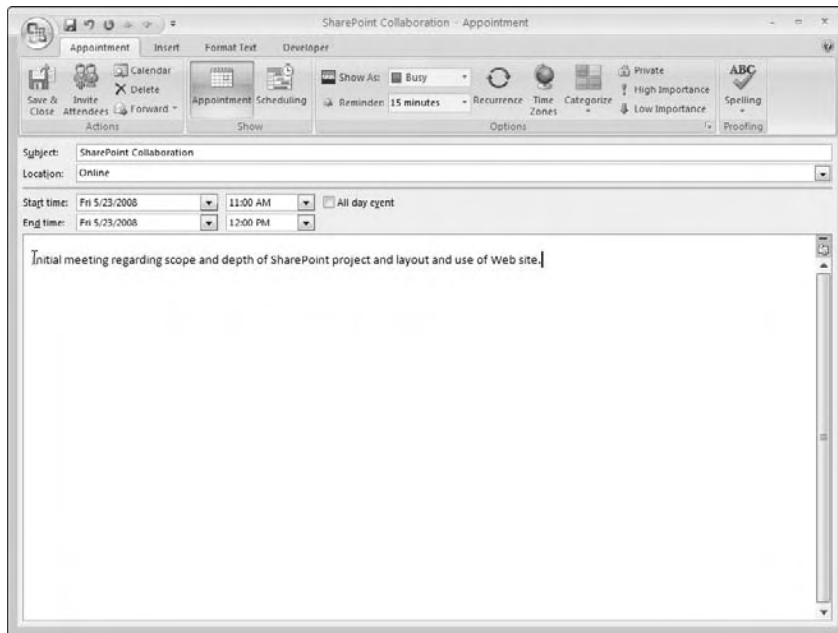 SharePoint Collaboration - Appointment
Appointment Insert Format Text Developer
Save & Close
Invite Attendees
Calendar
Delete
Forward
Actions
Appointment
Scheduling
Show
Show As: Busy
Reminder: 15 minutes
Recurrence
Time Zones
Categorize
Private
High Importance
Low Importance
Options
ABC
Spelling
Proofing
Subject: SharePoint Collaboration
Location: Online
Start time: Fri 5/23/2008 11:00 AM All day event
End time: Fri 5/23/2008 12:00 PM
Initial meeting regarding scope and depth of SharePoint project and layout and use of Web site.